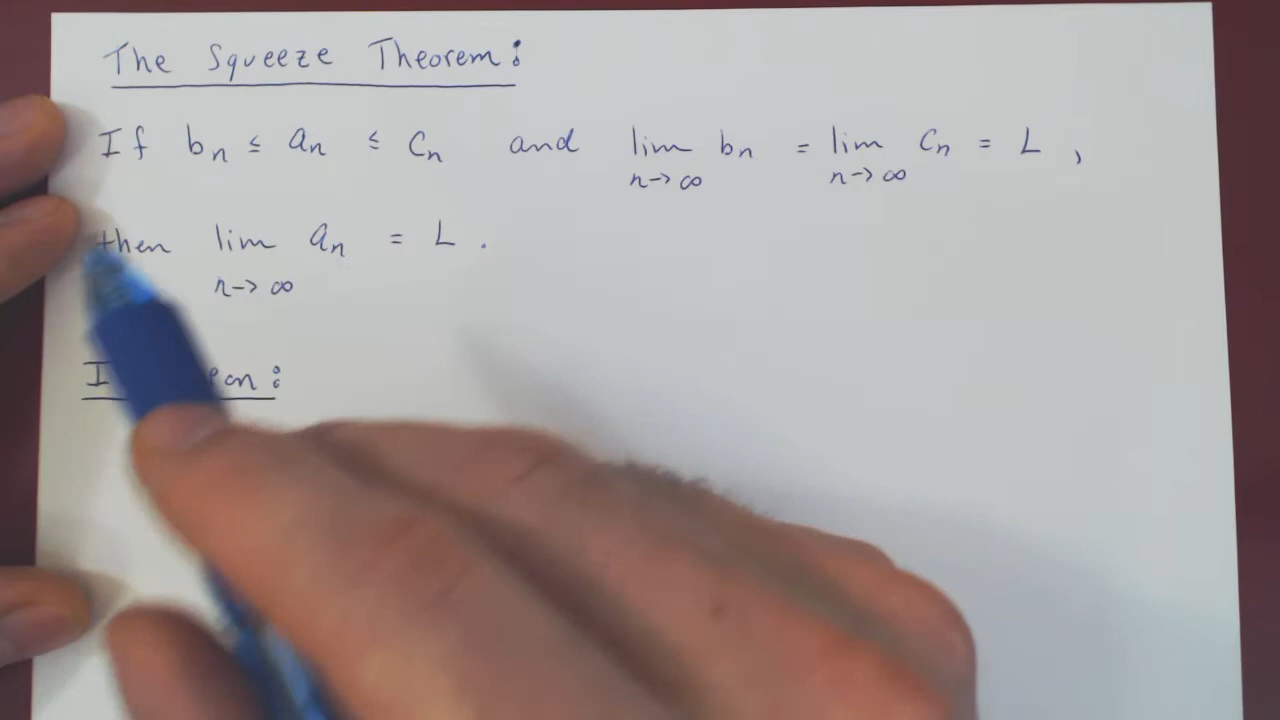 The Squeeze Theorem:
If bn ≤ an ≤ cn and lim bn = lim cn = L ,
n→∞ n→∞
then lim an = L .
n→∞